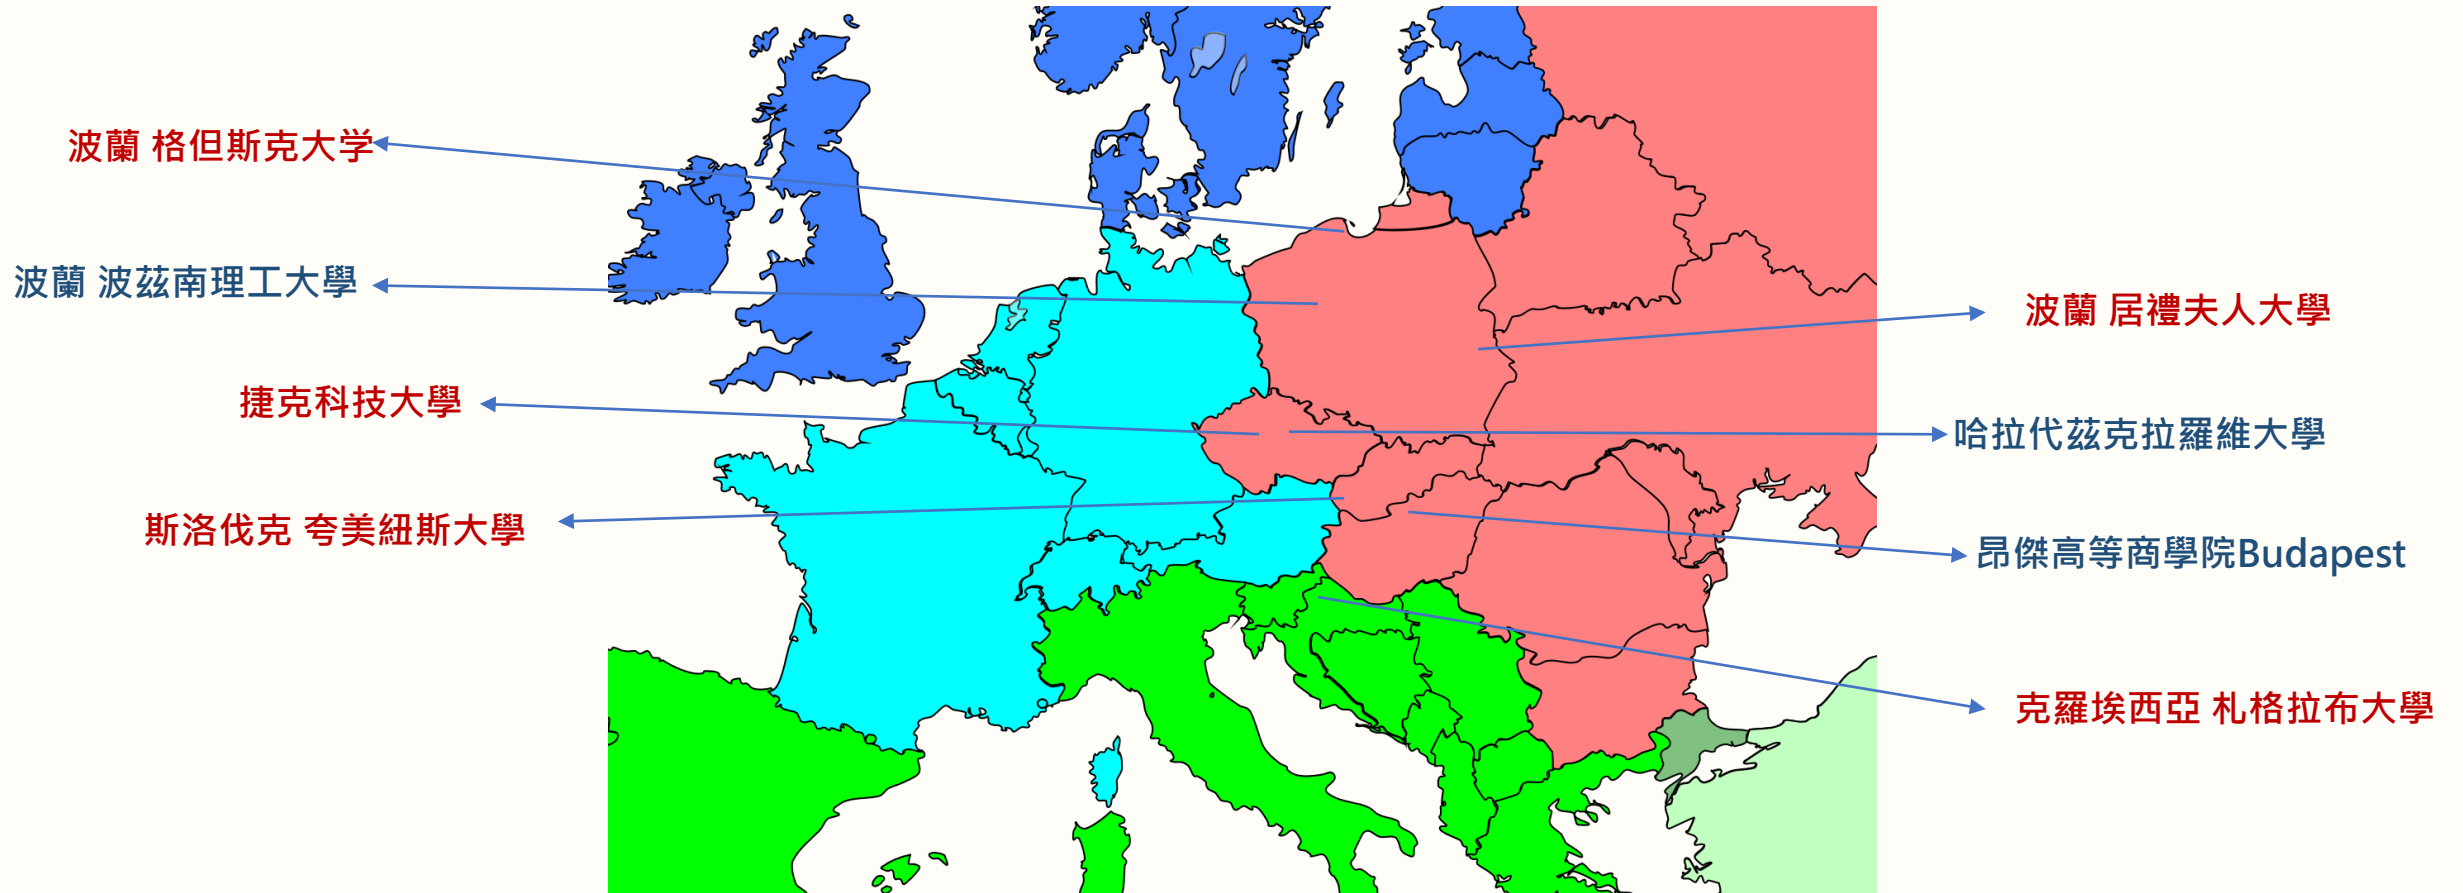 波蘭 格但斯克大学
波蘭 波茲南理工大學
捷克科技大學
斯洛伐克 夸美紐斯大學
波蘭 居禮夫人大學
哈拉代茲克拉羅維大學
昂傑高等商學院Budapest
克羅埃西亞 札格拉布大學